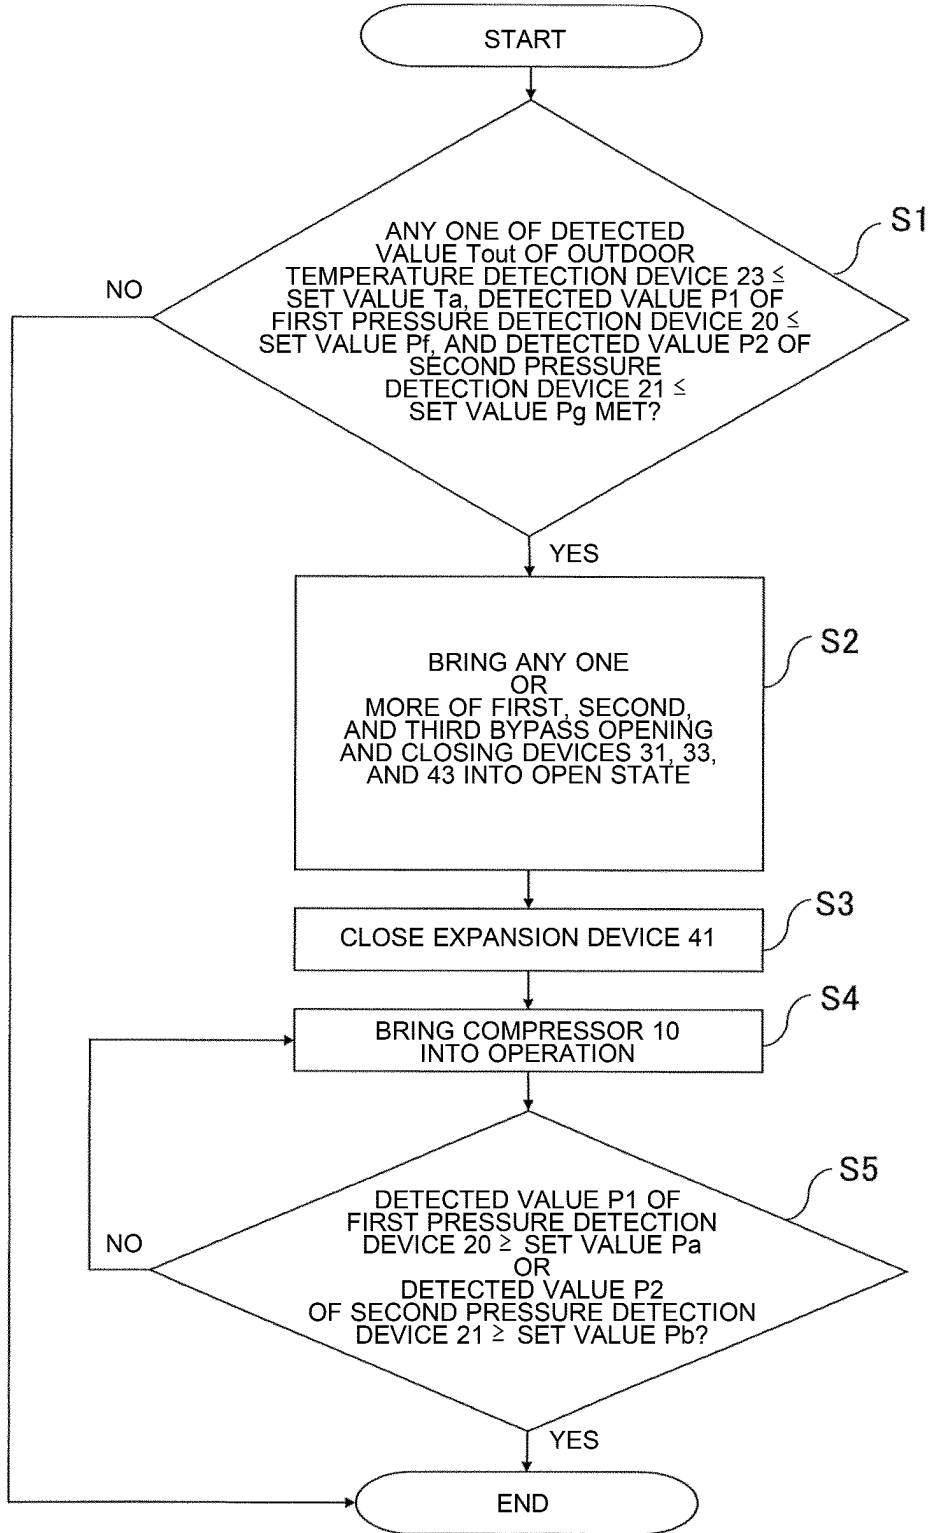 START
S1
ANY ONE OF DETECTED
VALUE Tout OF OUTDOOR
TEMPERATURE DETECTION DEVICE 23 ≦
SET VALUE Ta, DETECTED VALUE P1 OF
FIRST PRESSURE DETECTION DEVICE 20 ≦
SET VALUE Pf, AND DETECTED VALUE P2 OF
SECOND PRESSURE
DETECTION DEVICE 21 ≦
SET VALUE Pg MET?
NO
YES
S2
BRING ANY ONE
OR
MORE OF FIRST, SECOND,
AND THIRD BYPASS OPENING
AND CLOSING DEVICES 31, 33,
AND 43 INTO OPEN STATE
S3
CLOSE EXPANSION DEVICE 41
S4
BRING COMPRESSOR 10
INTO OPERATION
S5
DETECTED VALUE P1 OF
FIRST PRESSURE DETECTION
DEVICE 20 ≧ SET VALUE Pa
OR
DETECTED VALUE P2
OF SECOND PRESSURE DETECTION
DEVICE 21 ≧ SET VALUE Pb?
NO
YES
END